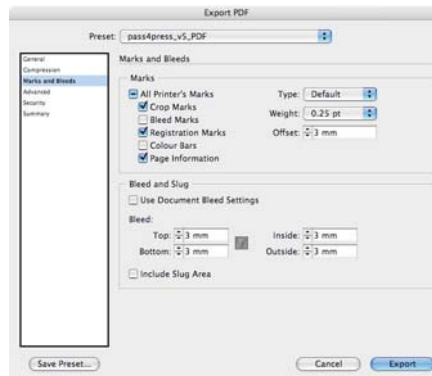 Export PDF
Preset: pass4press_v5_PDF
General
Compression
Marks and Bleeds
Advanced
Security
Summary
Marks and Bleeds
Marks
All Printer's Marks
Crop Marks
Bleed Marks
Registration Marks
Colour Bars
Page Information
Type: Default
Weight: 0.25 pt
Offset: 3 mm
Bleed and Slug
Use Document Bleed Settings
Bleed:
Top: 3 mm
Bottom: 3 mm
Inside: 3 mm
Outside: 3 mm
Include Slug Area
Save Preset...
Cancel
Export